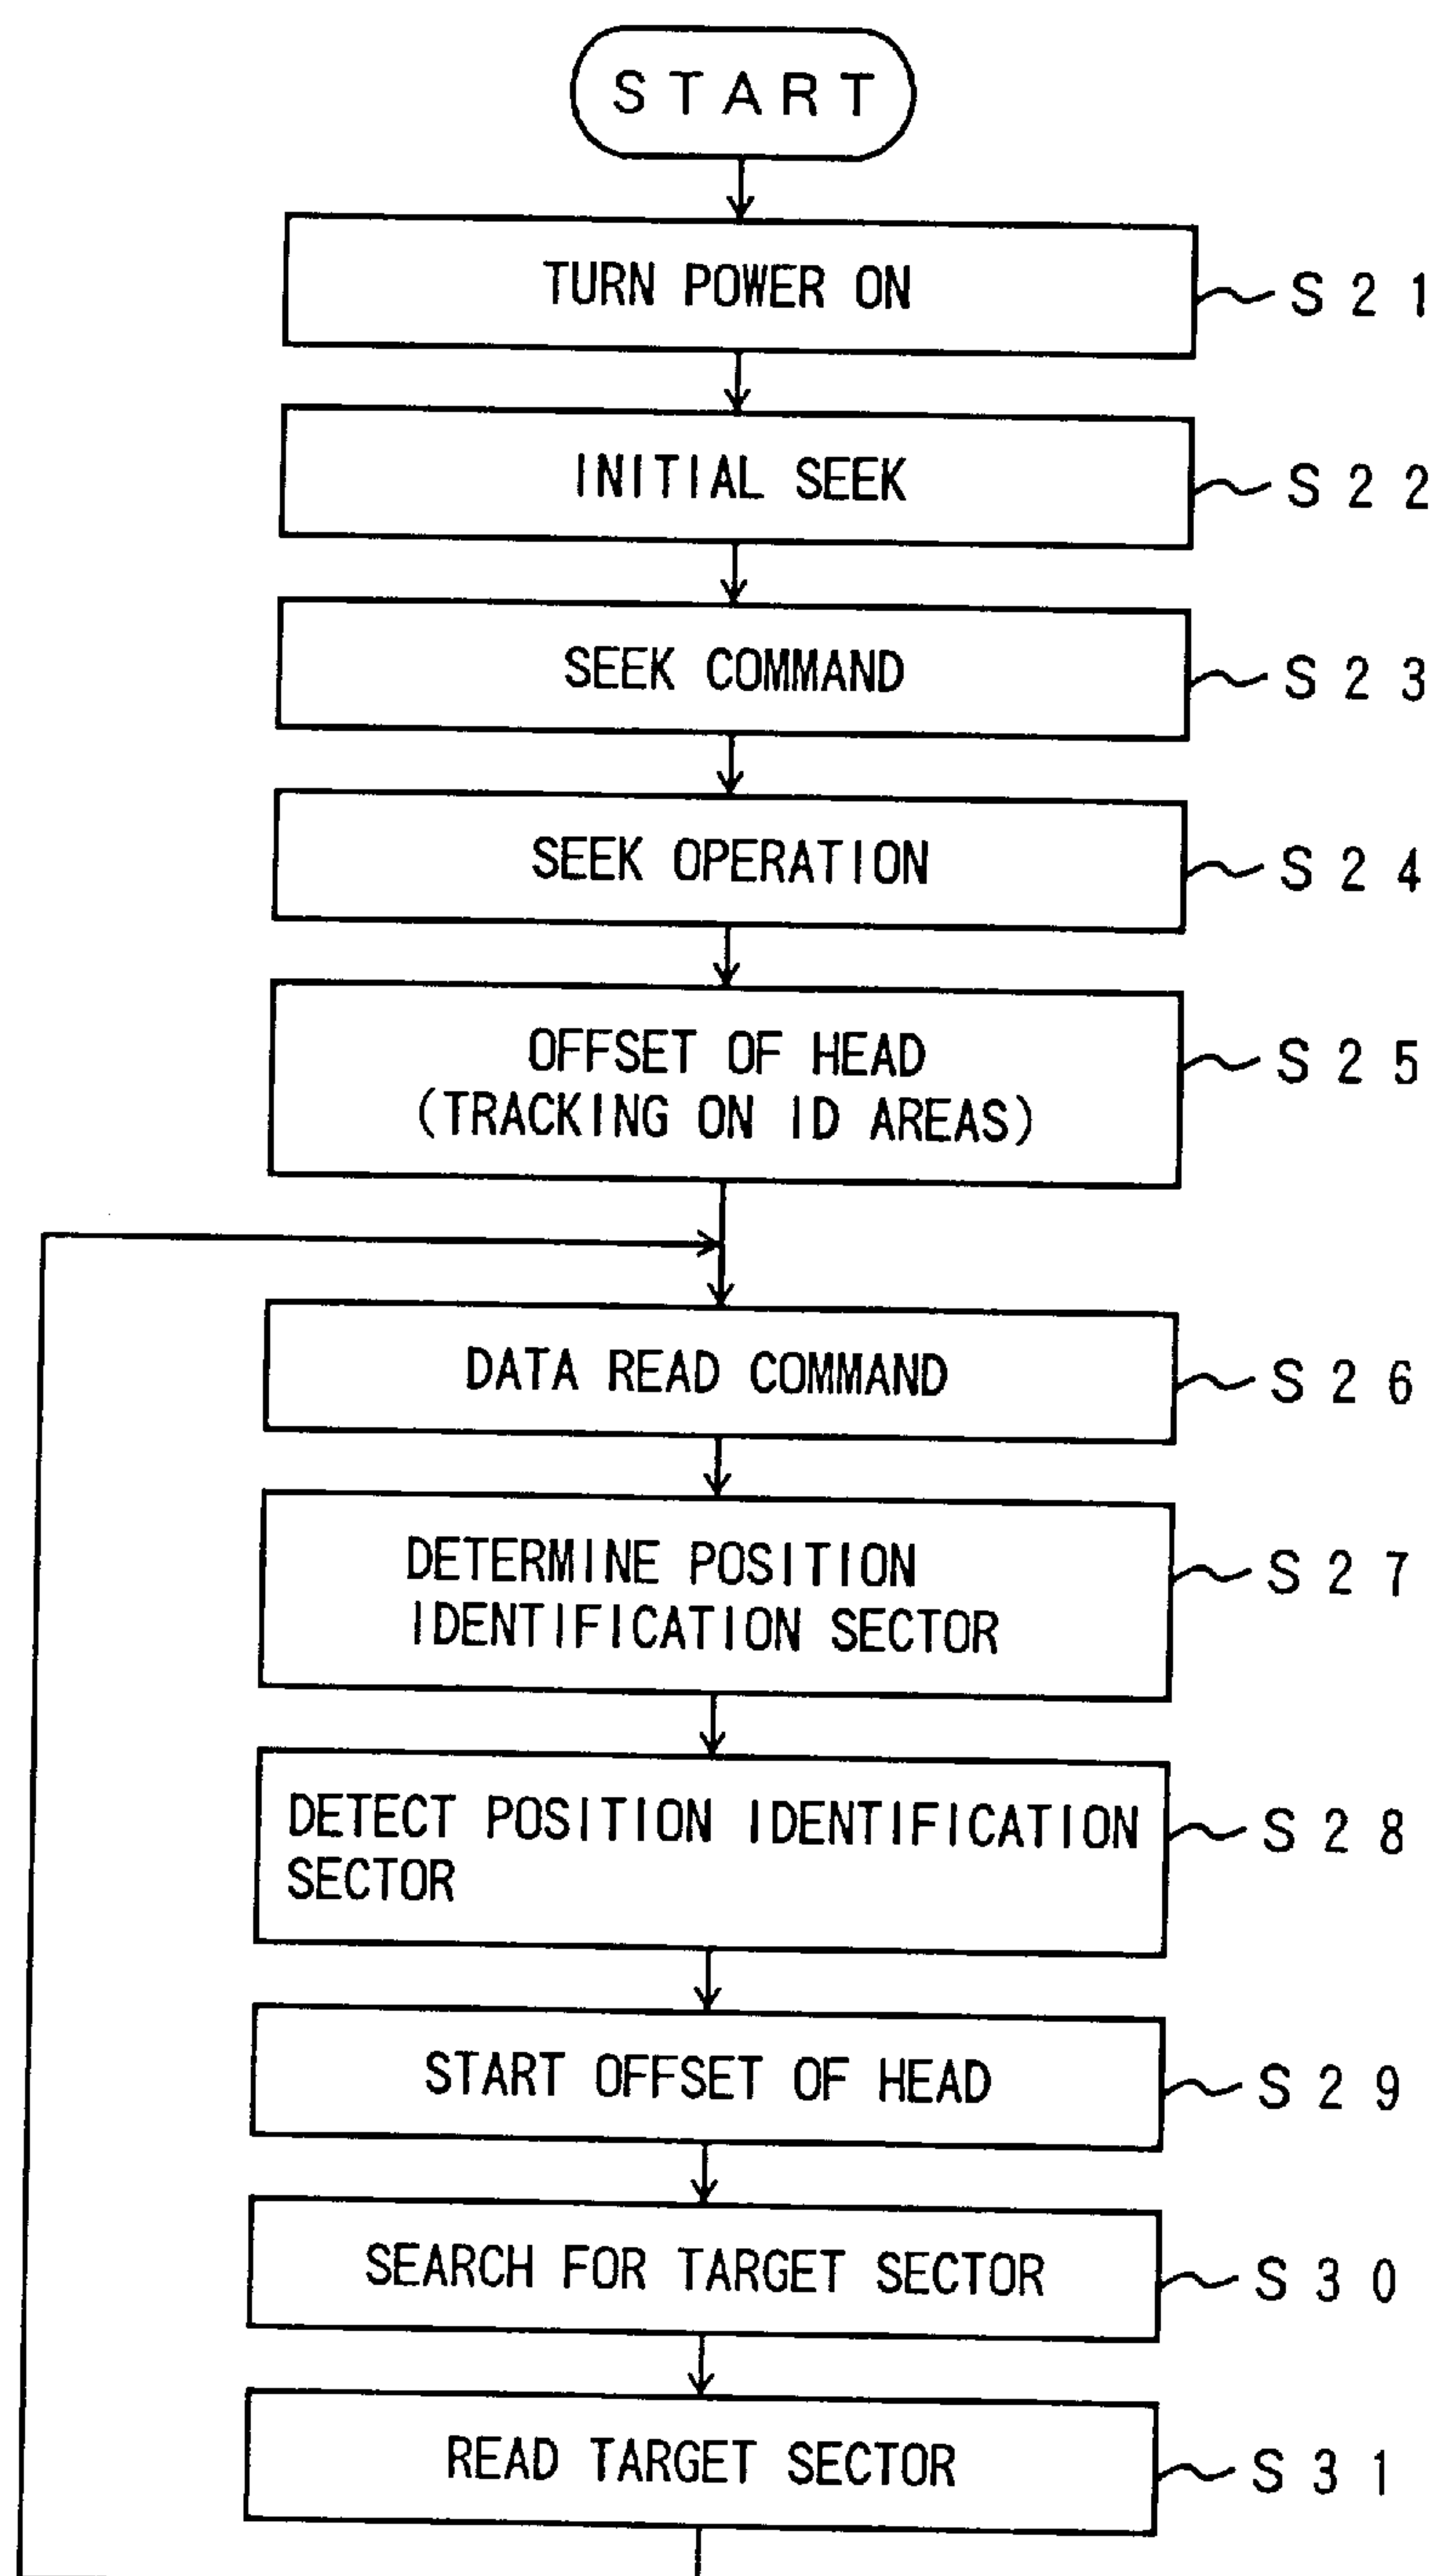 START
TURN POWER ON
S21
INITIAL SEEK
S22
SEEK COMMAND
S23
SEEK OPERATION
S24
OFFSET OF HEAD
(TRACKING ON ID AREAS)
S25
DATA READ COMMAND
S26
DETERMINE POSITION
IDENTIFICATION SECTOR
S27
DETECT POSITION IDENTIFICATION
SECTOR
S28
START OFFSET OF HEAD
S29
SEARCH FOR TARGET SECTOR
S30
READ TARGET SECTOR
S31